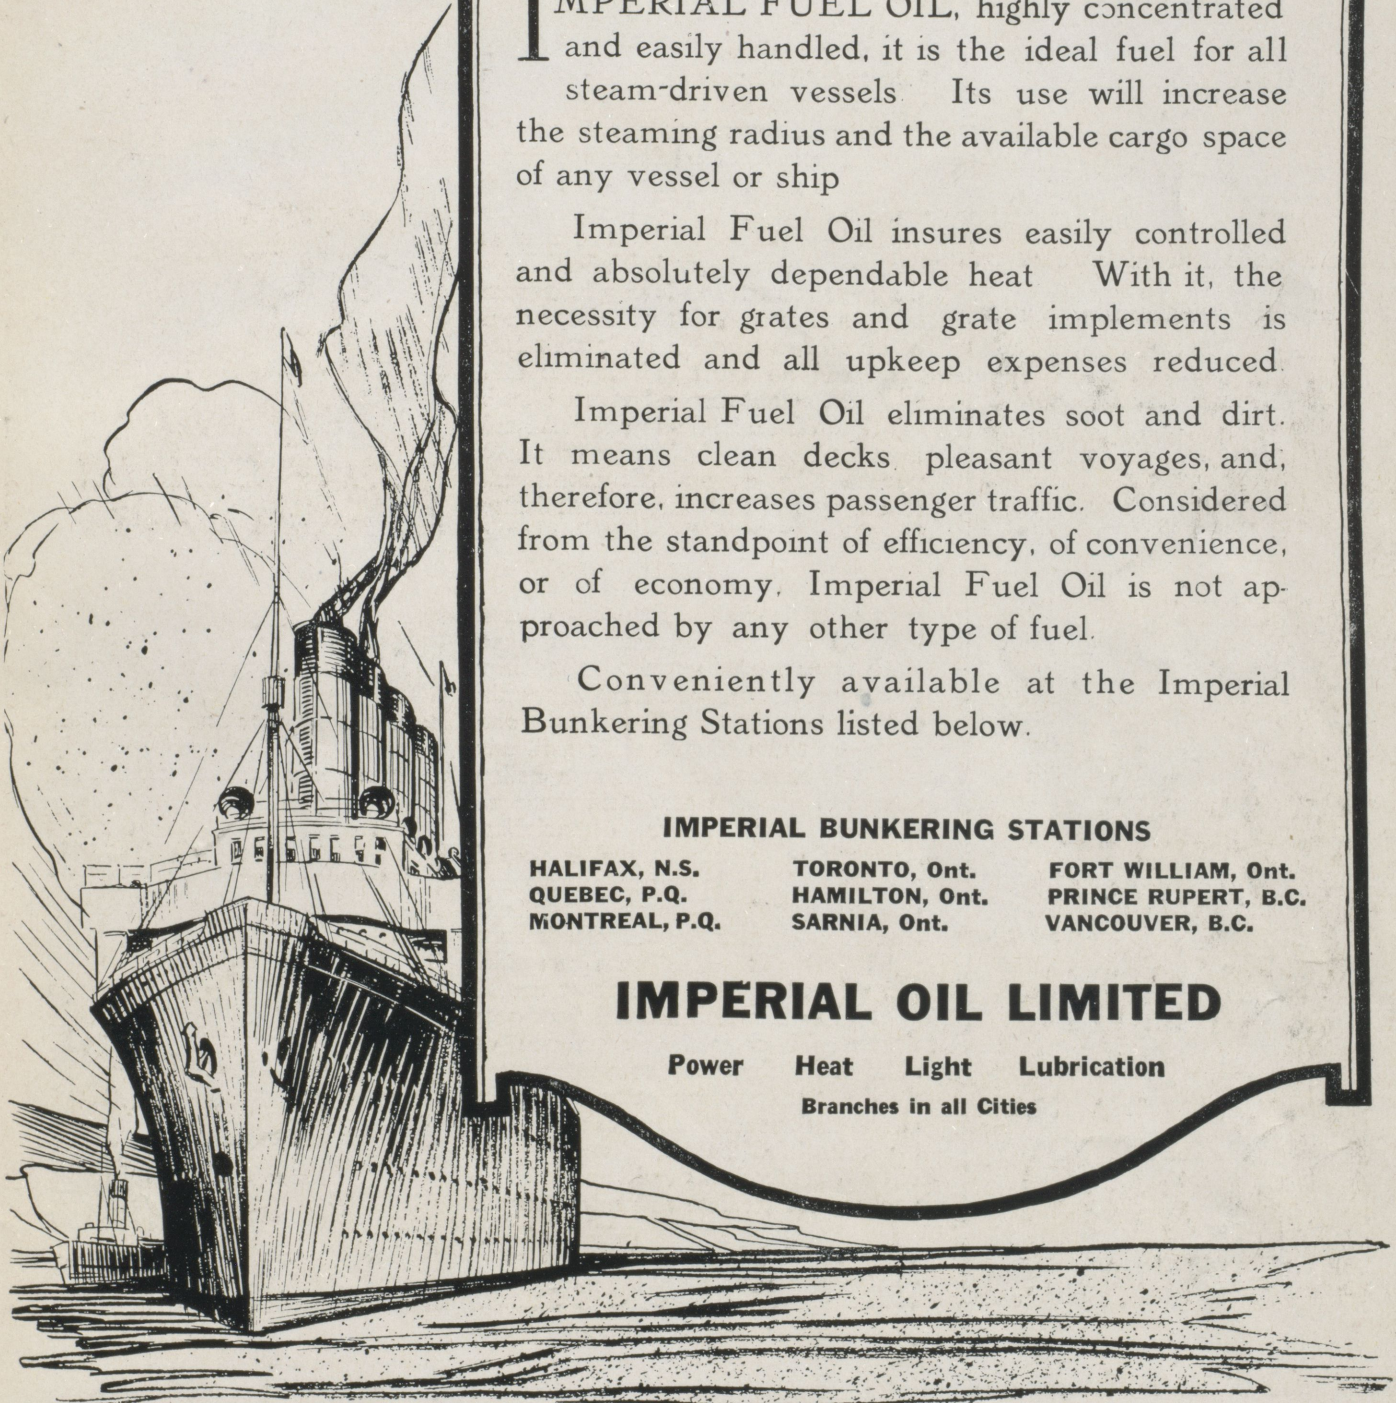 IMPERIAL FUEL OIL, highly concentrated
and easily handled, it is the ideal fuel for all
steam-driven vessels Its use will increase
the steaming radius and the available cargo space
of any vessel or ship
Imperial Fuel Oil insures easily controlled
and absolutely dependable heat With it, the
necessity for grates and grate implements is
eliminated and all upkeep expenses reduced.
Imperial Fuel Oil eliminates soot and dirt.
It means clean decks, pleasant voyages, and,
therefore, increases passenger traffic. Considered
from the standpoint of efficiency, of convenience,
or of economy, Imperial Fuel Oil is not ap-
proached by any other type of fuel.
Conveniently available at the Imperial
Bunkering Stations listed below.
IMPERIAL BUNKERING STATIONS
HALIFAX, N.S. TORONTO, Ont. FORT WILLIAM, Ont.
QUEBEC, P.Q. HAMILTON, Ont. PRINCE RUPERT, B.C.
MONTREAL, P.Q. SARNIA, Ont. VANCOUVER, B.C.
IMPERIAL OIL LIMITED
Power Heat Light Lubrication
Branches in all Cities